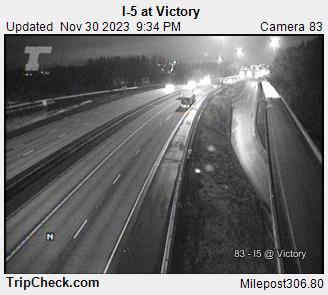 I-5 at Victory
Updated Nov 30 2023 9:34 PM Camera 83
N
83 - I5 @ Victory
TripCheck.com Milepost306.80